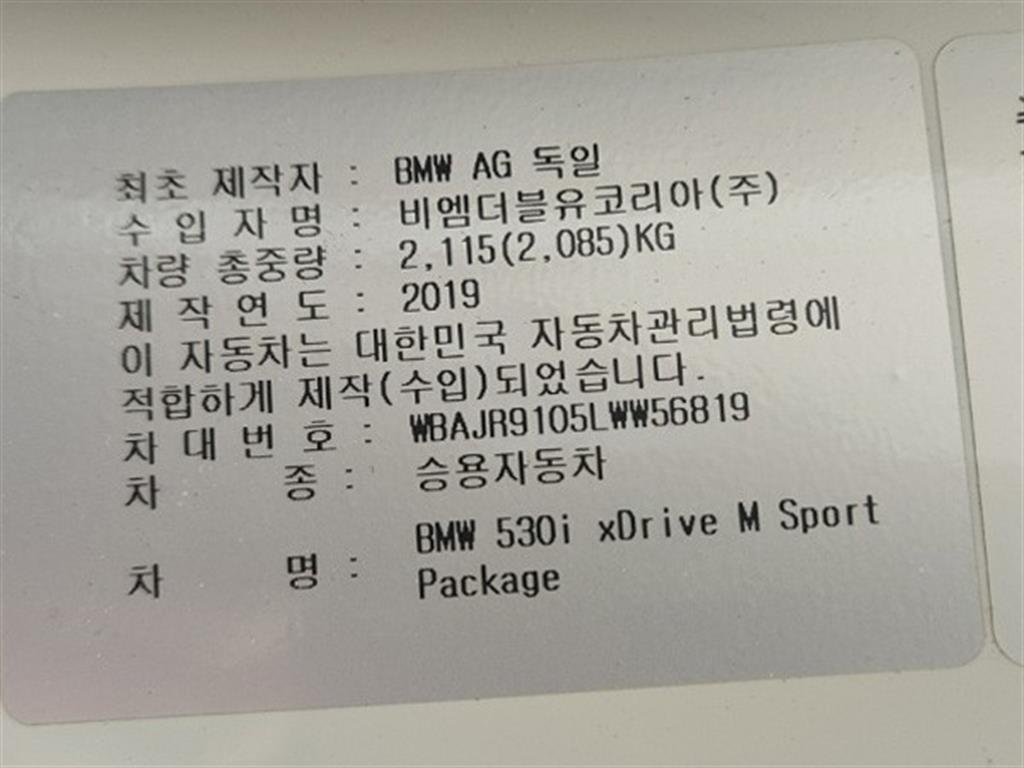 최초 제작자 : BMW AG 독일
수 입 자 명 : 비엠더블유코리아(주)
차량 총중량 : 2,115(2,085)KG
제 작 연 도 : 2019
이 자동차는 대한민국 자동차관리법령에
적합하게 제작(수입)되었습니다.
차 대 번 호 : WBAJR9105LWW56819
차 종 : 승용자동차
차 명 : BMW 530i xDrive M Sport
Package